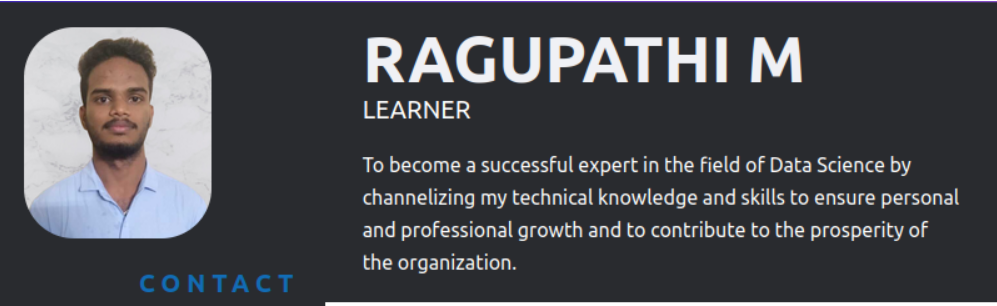 RAGUPATHI M
LEARNER
To become a successful expert in the field of Data Science by
channelizing my technical knowledge and skills to ensure personal
and professional growth and to contribute to the prosperity of
the organization.
CONTACT